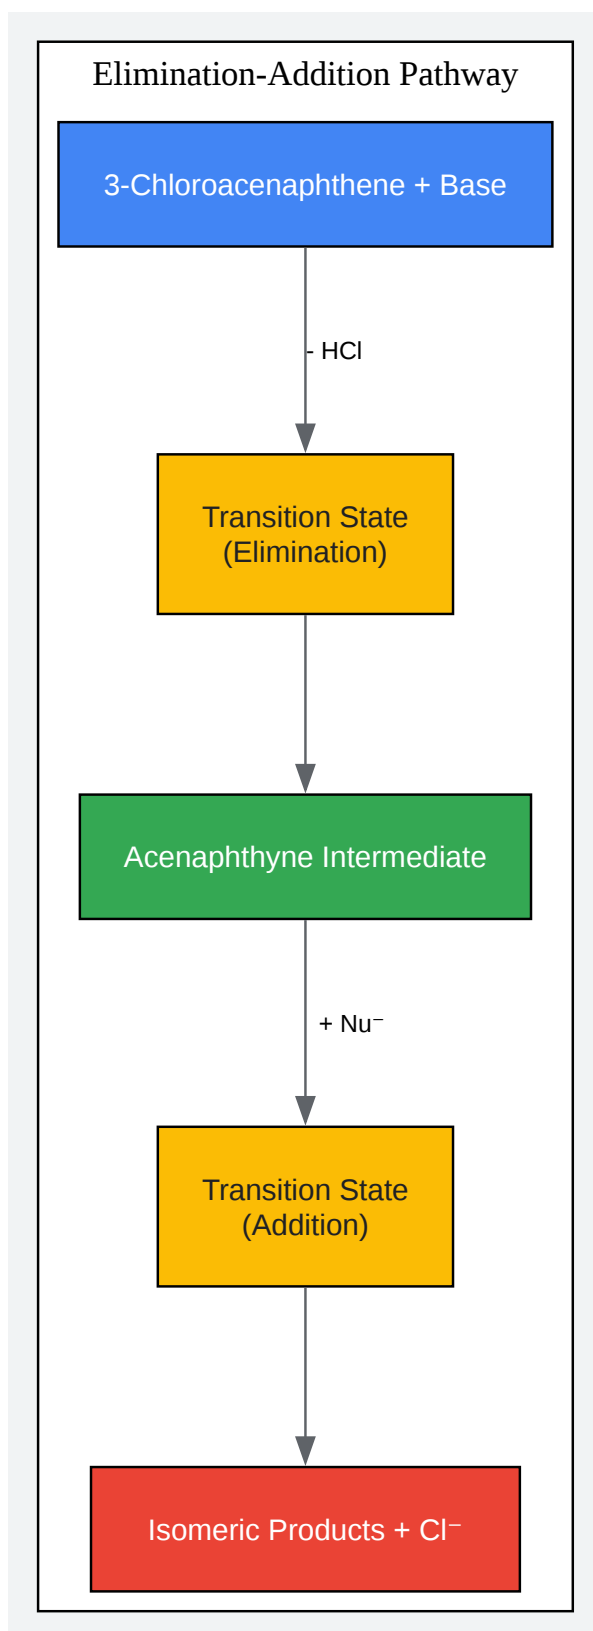 Elimination-Addition Pathway
3-Chloroacenaphthene + Base
- HCl
Transition State
(Elimination)
Acenaphthyne Intermediate
+ Nu⁻
Transition State
(Addition)
Isomeric Products + Cl⁻